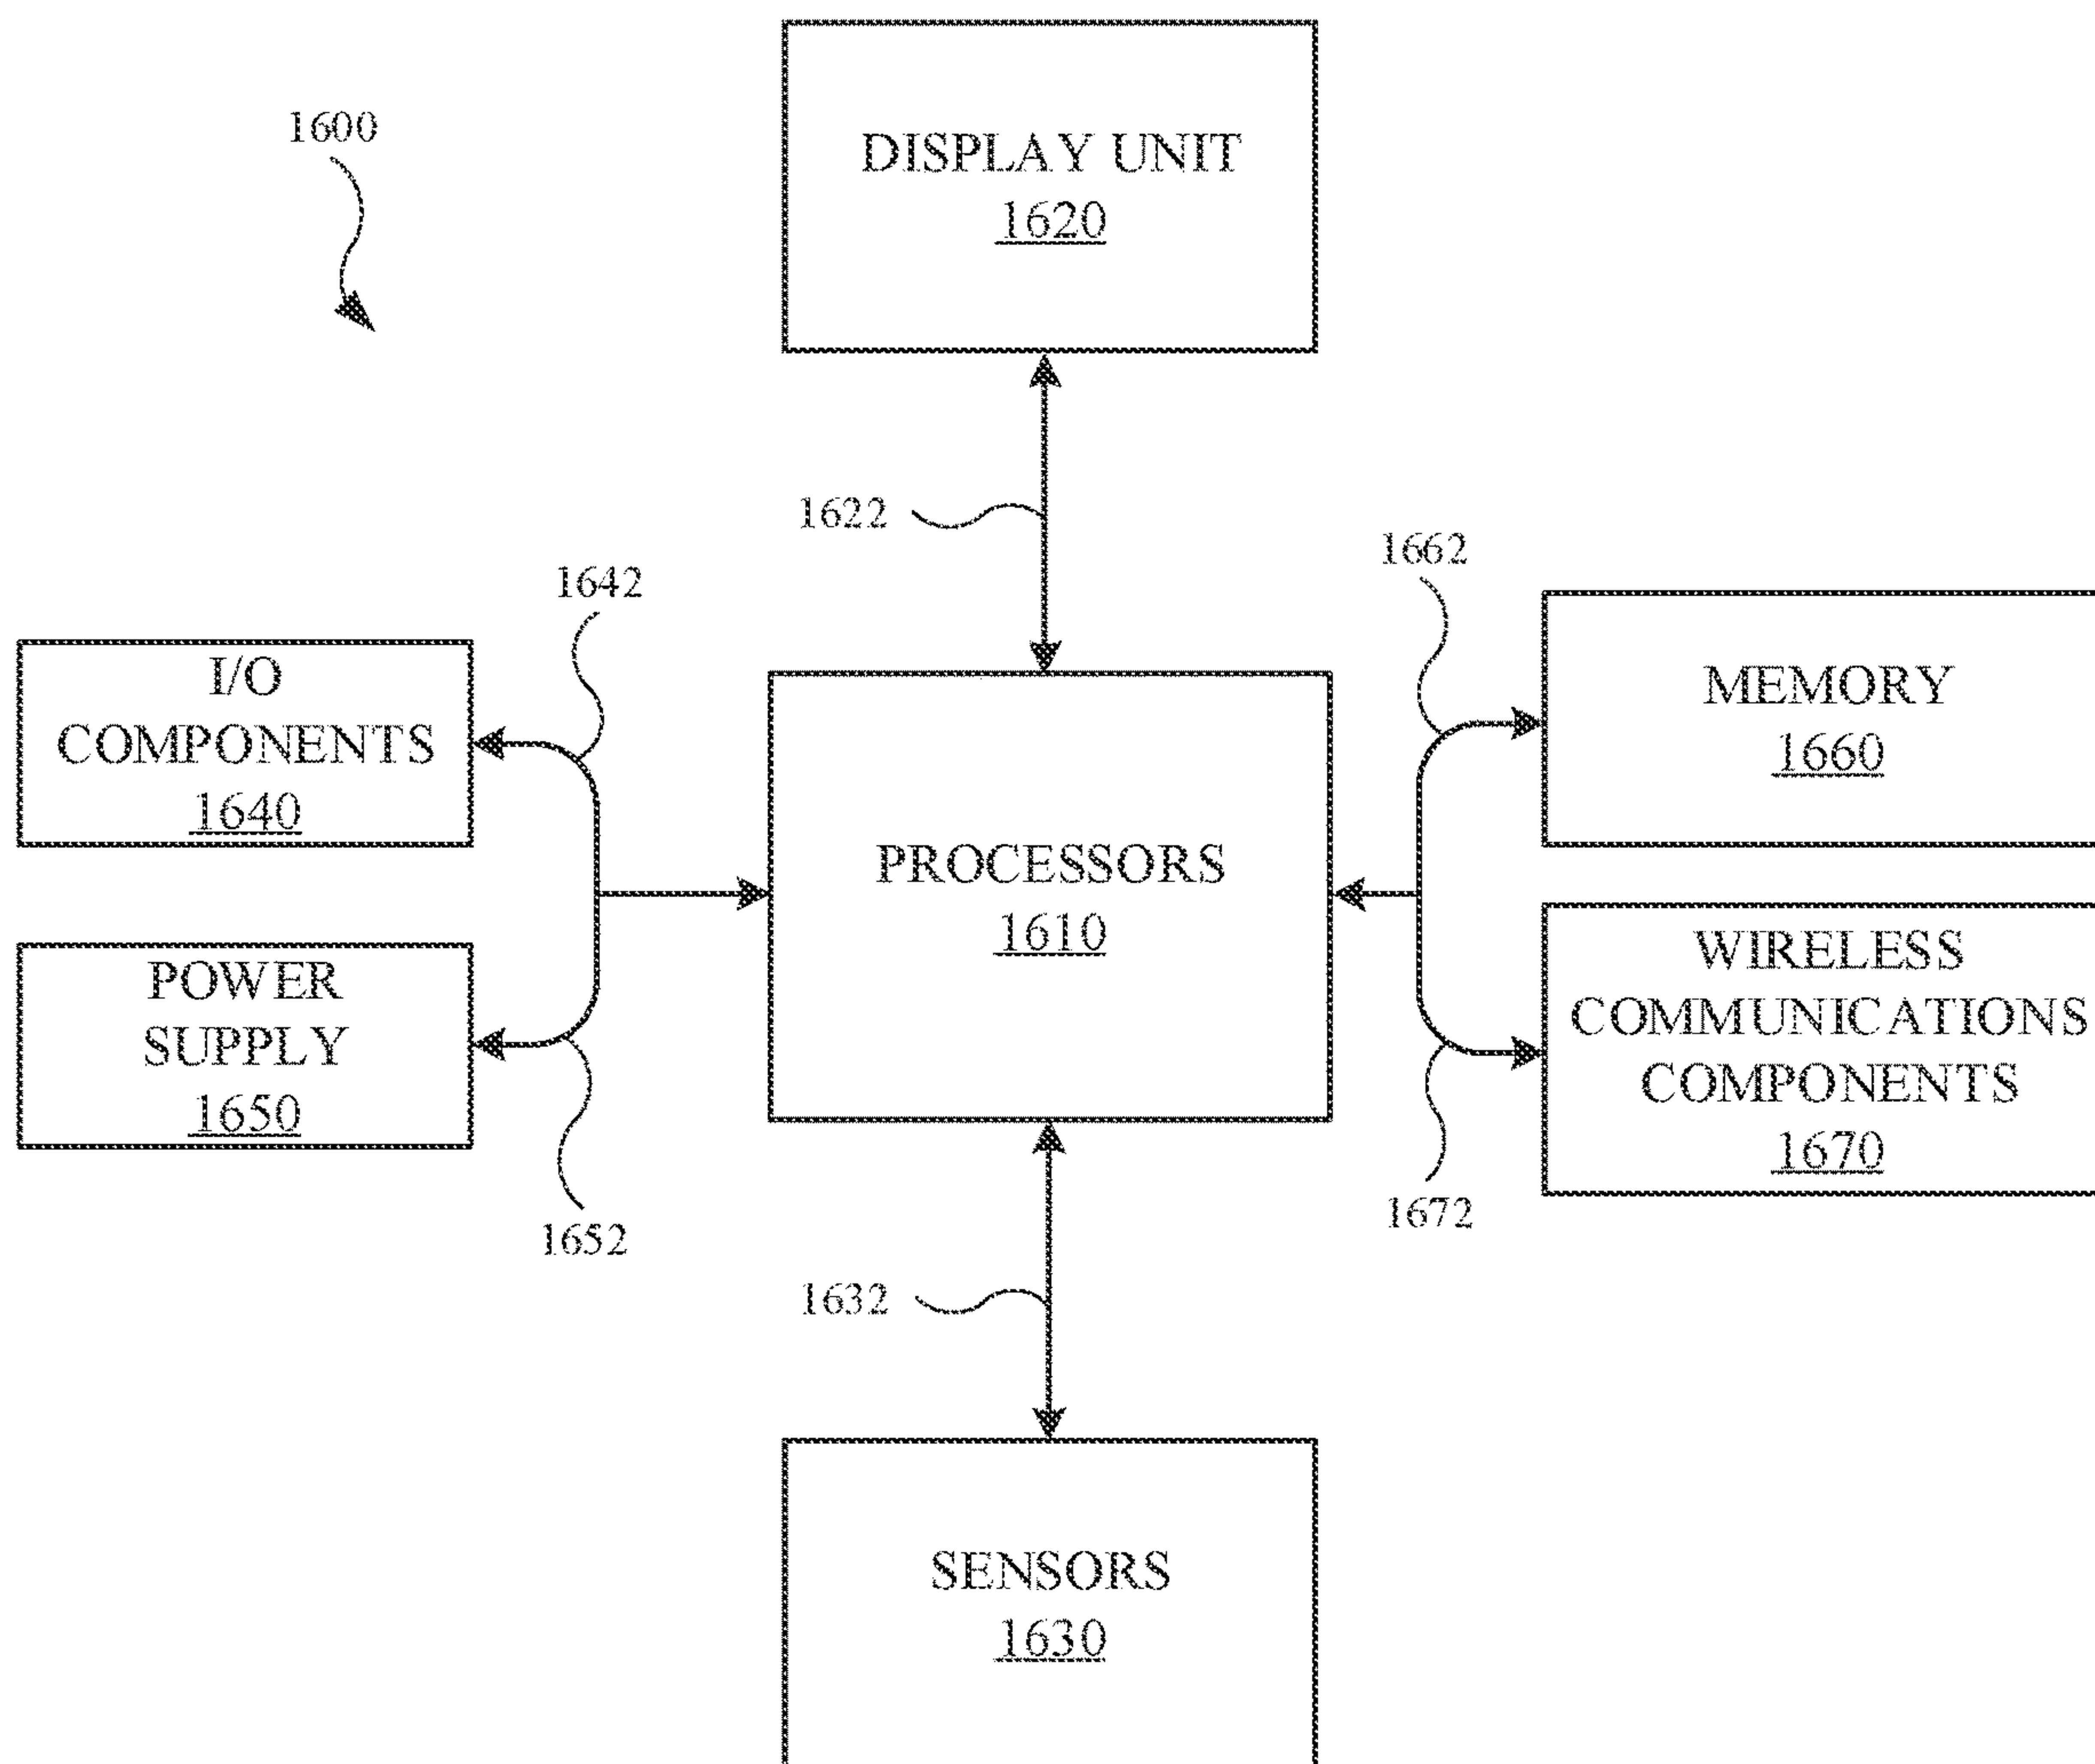 1600
DISPLAY UNIT
1620
1622
1642
1662
I/O
COMPONENTS
1640
MEMORY
1660
PROCESSORS
1610
POWER
SUPPLY
1650
WIRELESS
COMMUNICATIONS
COMPONENTS
1670
1652
1672
1632
SENSORS
1630